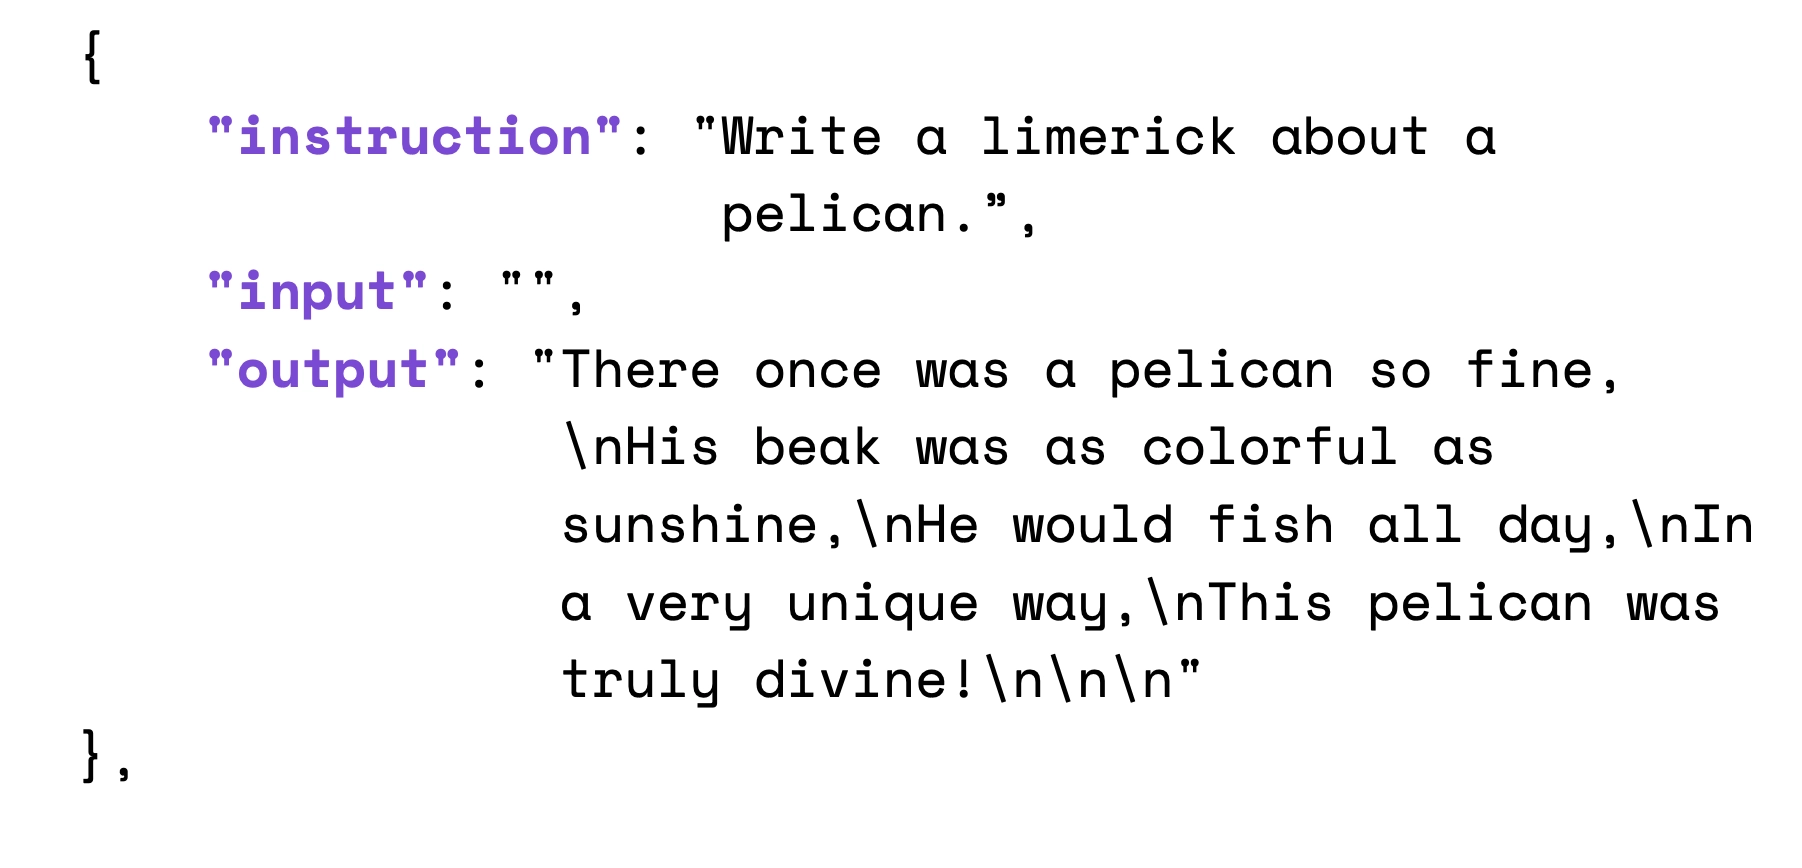 {
"instruction": "Write a limerick about a
pelican.”,
"input": "",
"output": "There once was a pelican so fine,
\nHis beak was as colorful as
sunshine,\nHe would fish all day,\nIn
a very unique way,\nThis pelican was
truly divine!\n\n\n"
},